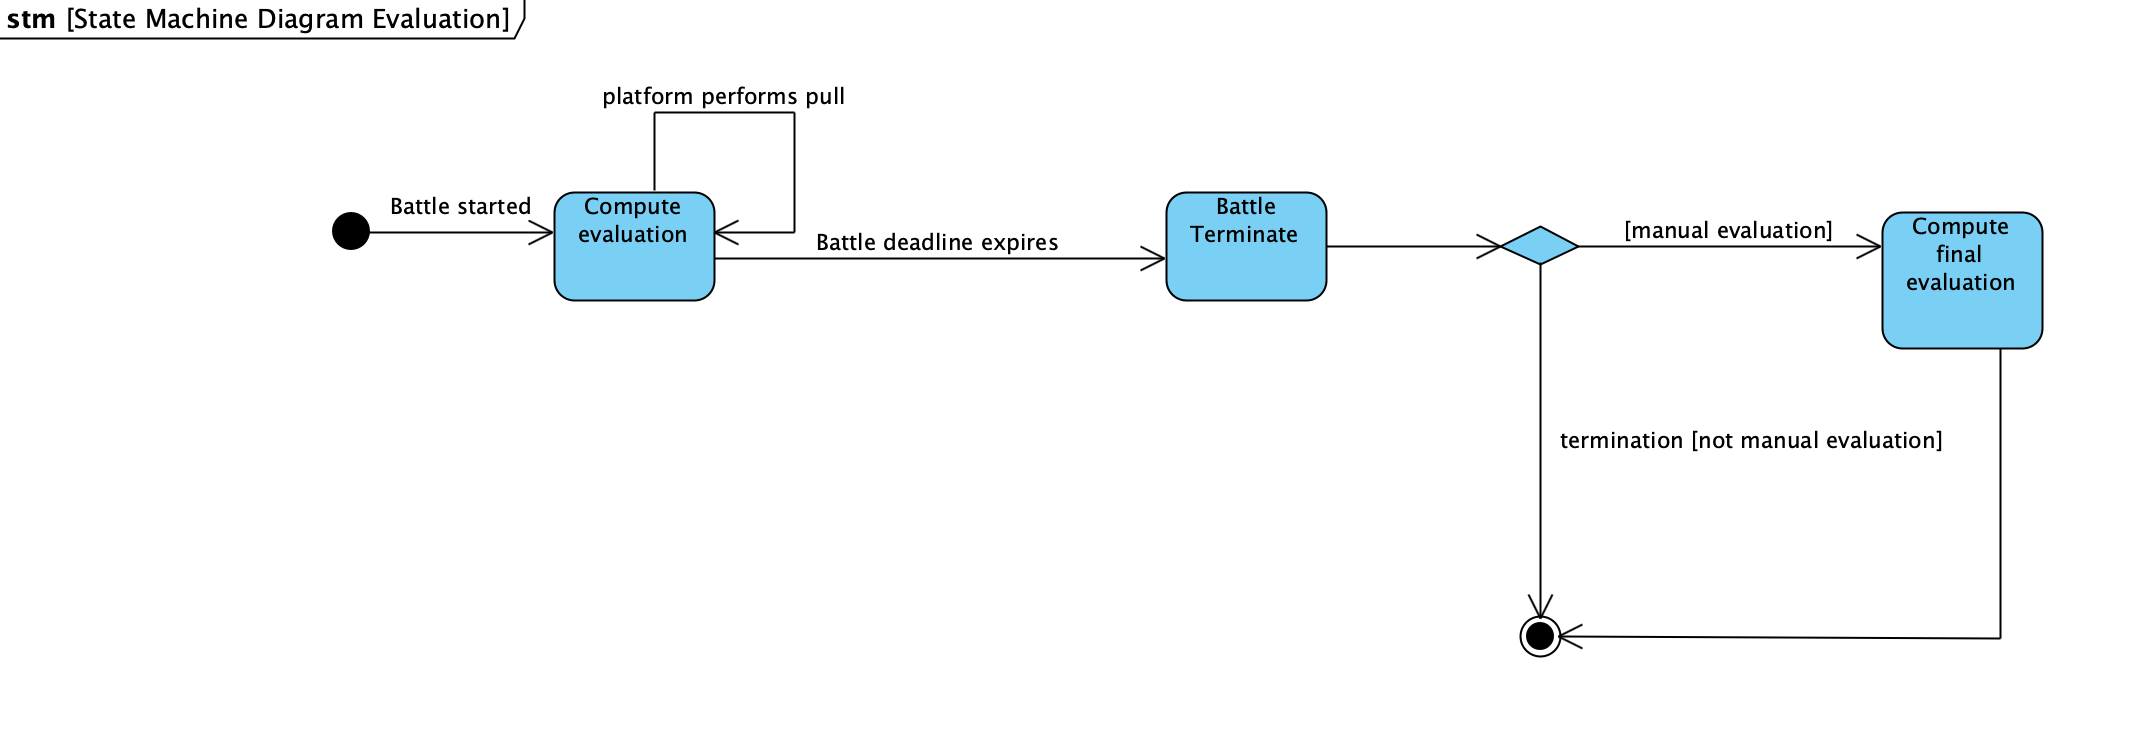 stm [State Machine Diagram Evaluation]
platform performs pull
Battle started
Compute
evaluation
Battle deadline expires
Battle
Terminate
[manual evaluation]
Compute
final
evaluation
termination [not manual evaluation]